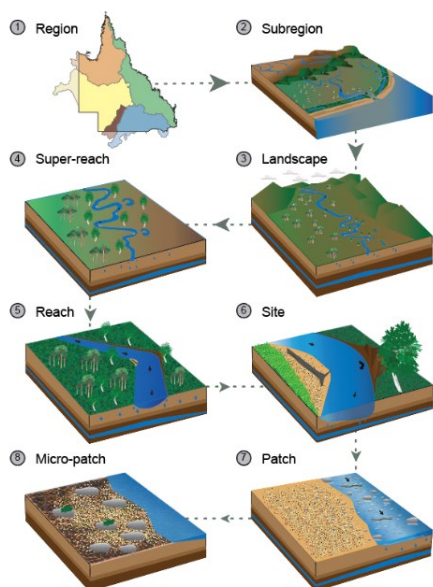 1 Region
2 Subregion
4 Super-reach
3 Landscape
5 Reach
6 Site
8 Micro-patch
7 Patch